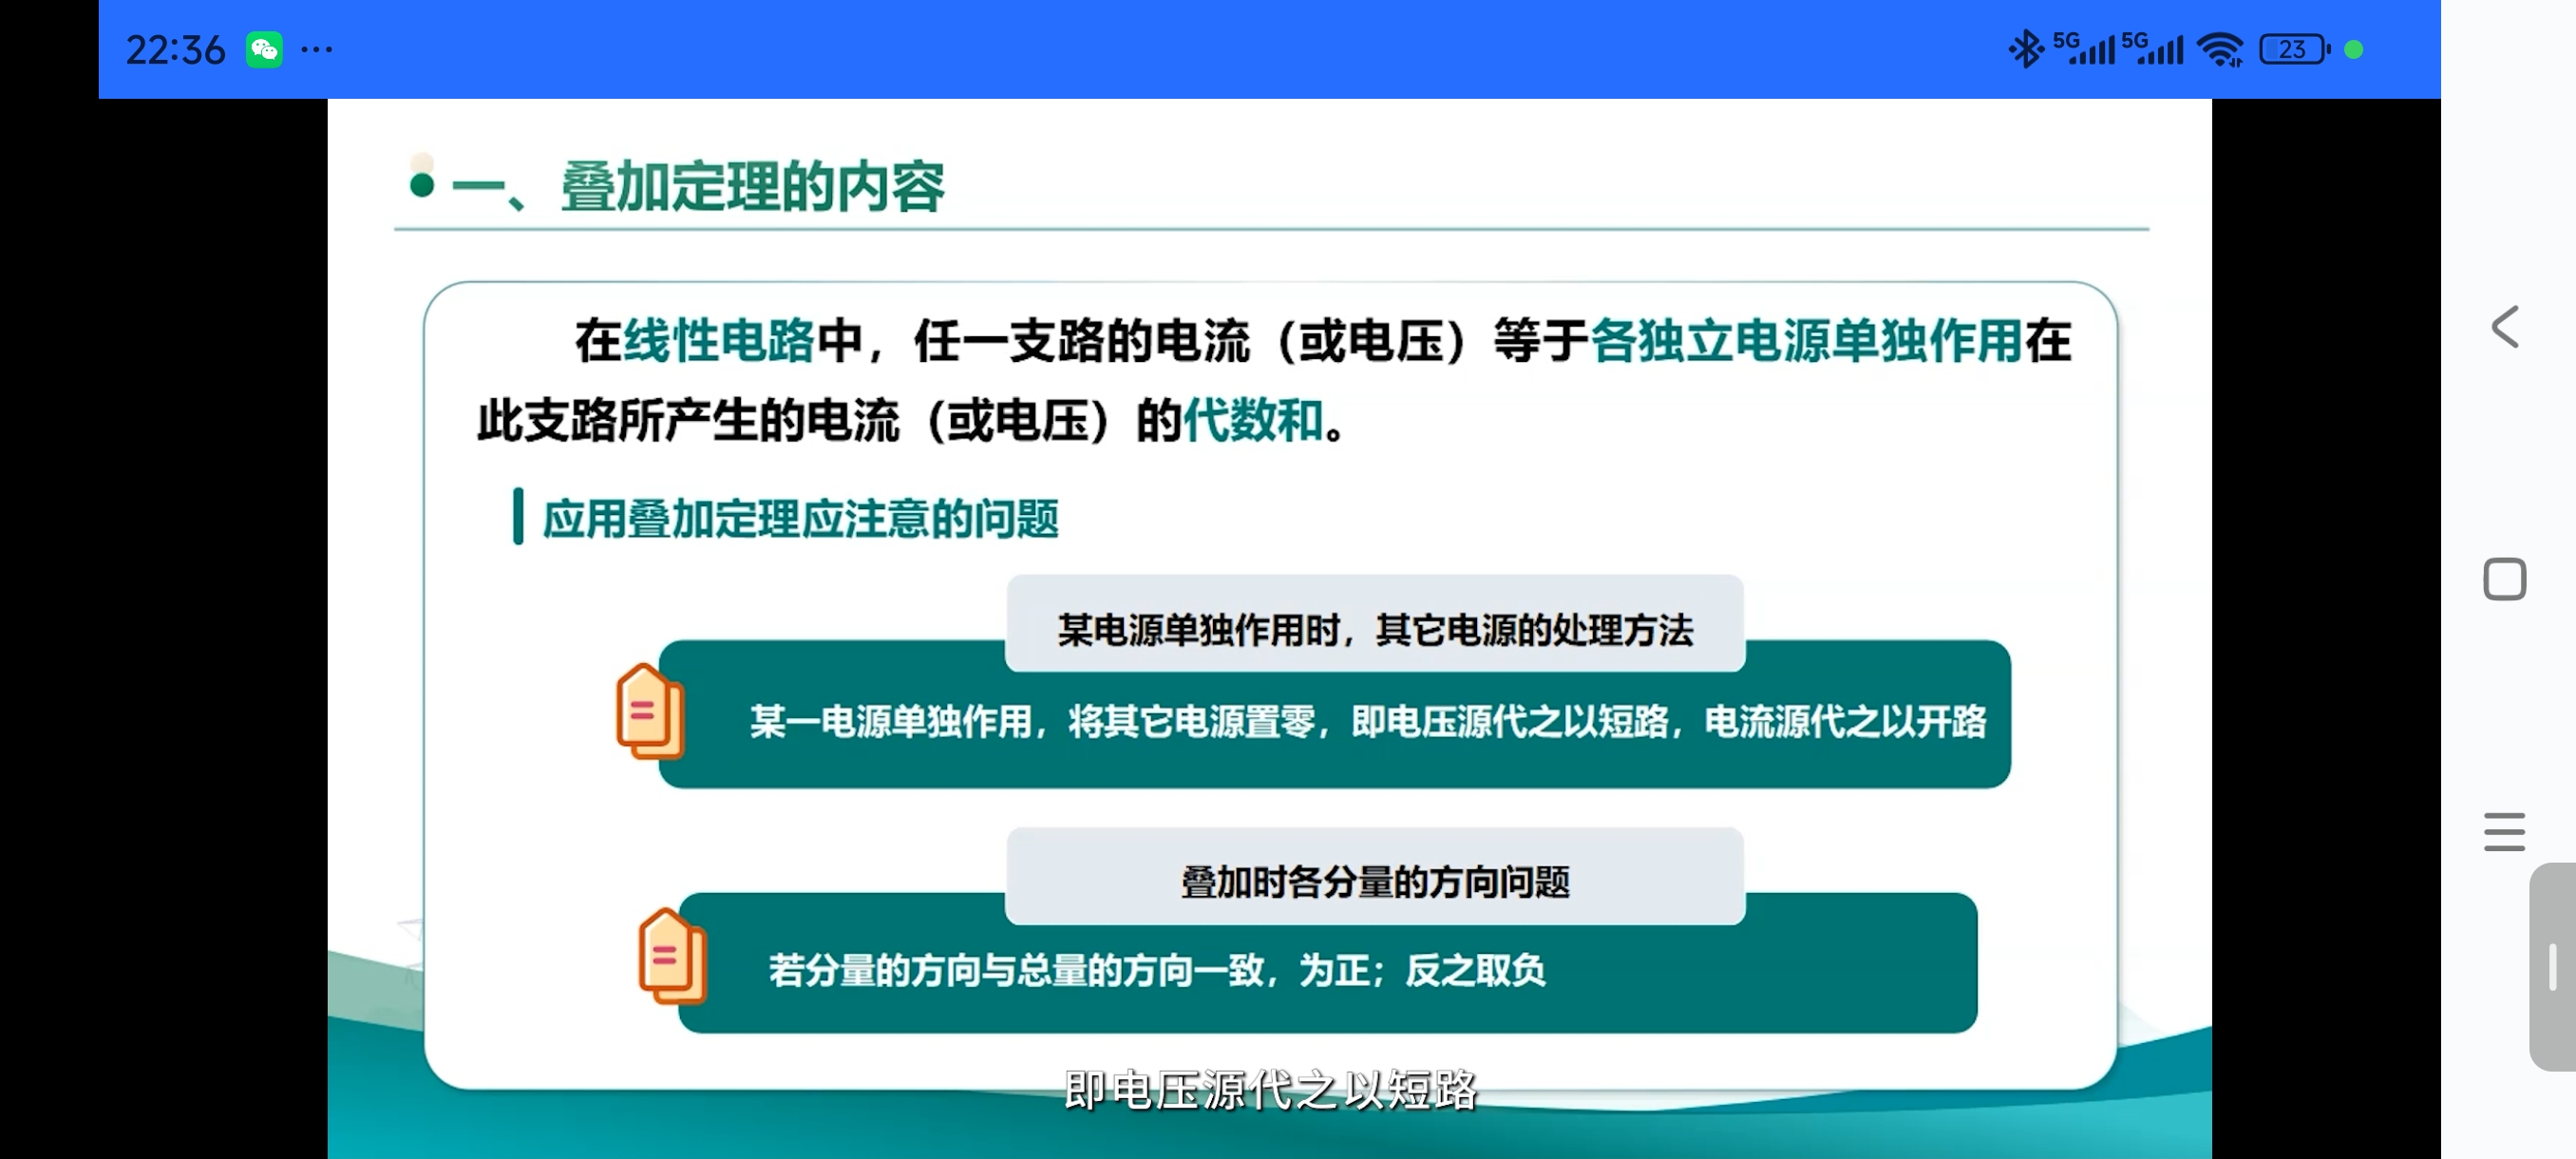 22:36
5G 5G 23
一、叠加定理的内容
在线性电路中，任一支路的电流（或电压）等于各独立电源单独作用在
此支路所产生的电流（或电压）的代数和。
应用叠加定理应注意的问题
某电源单独作用时，其它电源的处理方法
某一电源单独作用，将其它电源置零，即电压源代之以短路，电流源代之以开路
叠加时各分量的方向问题
若分量的方向与总量的方向一致，为正；反之取负
即电压源代之以短路